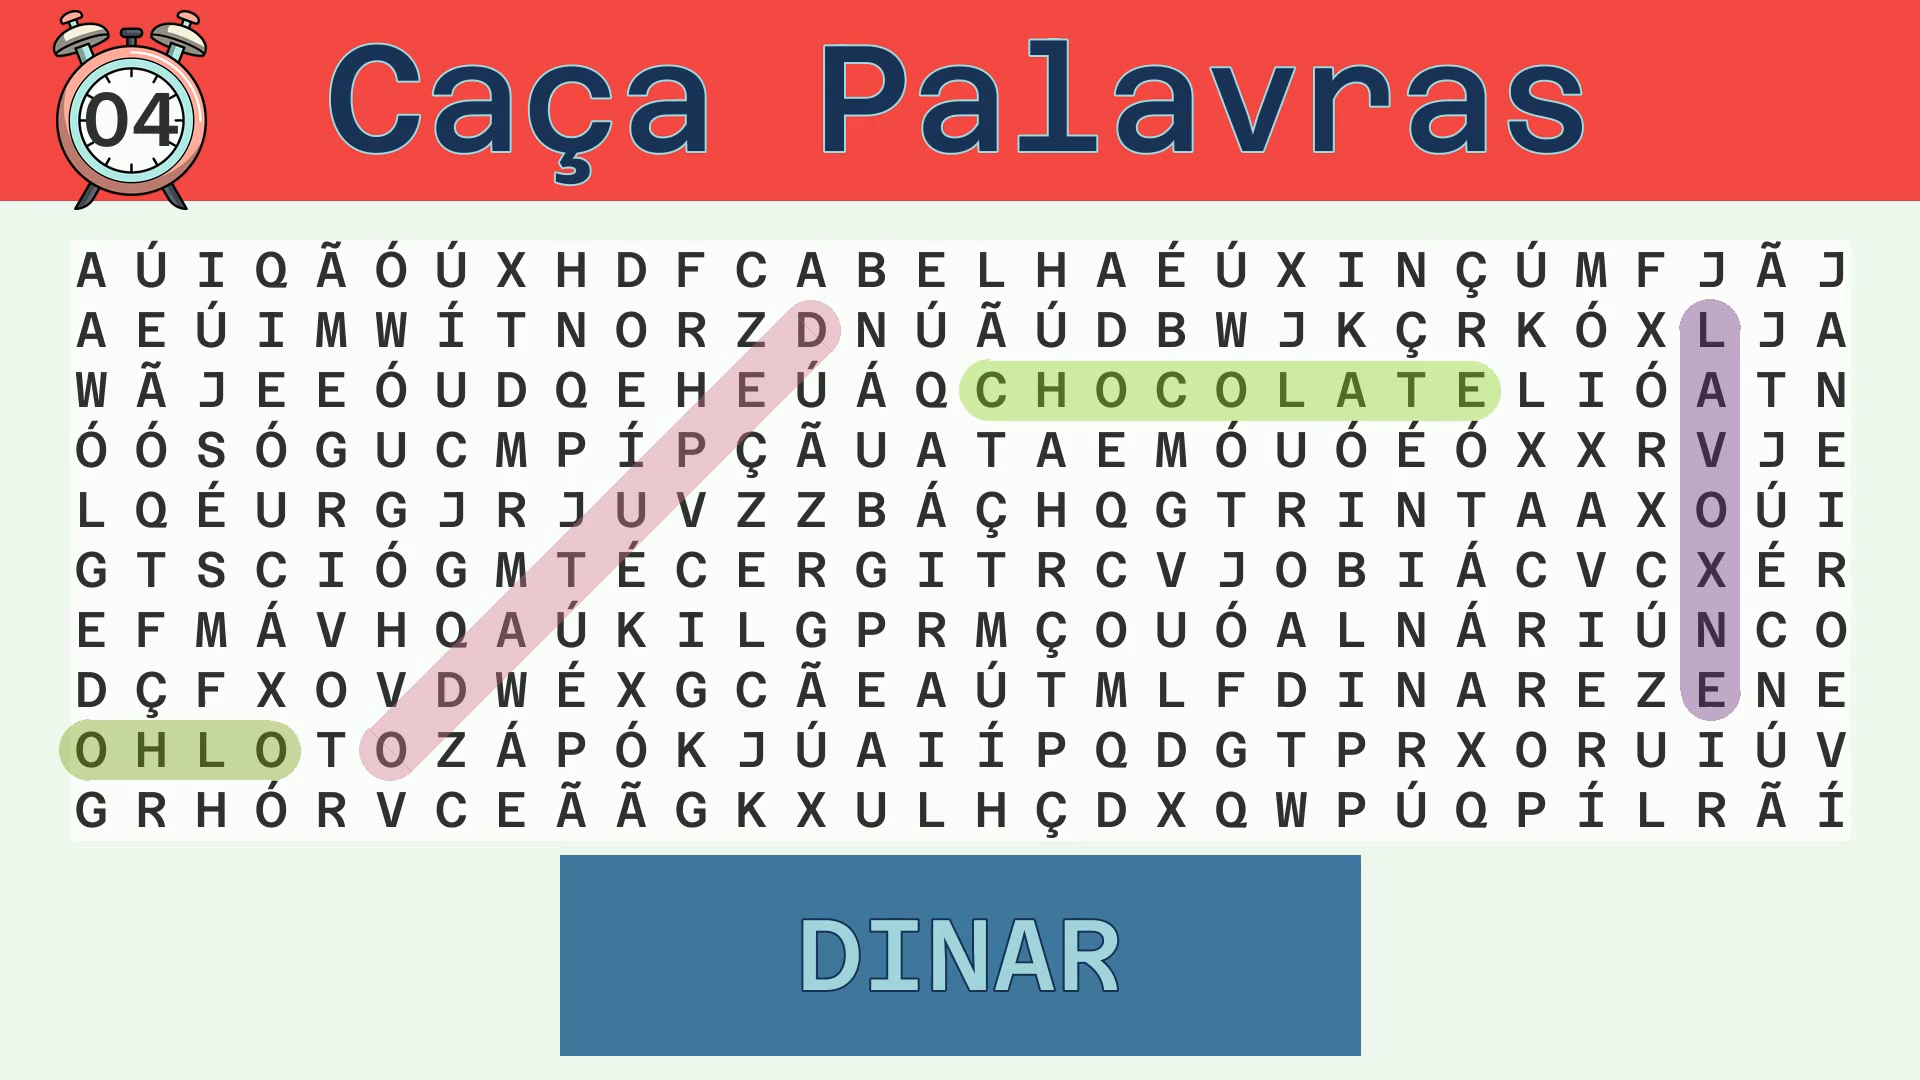 04
Caça Palavras
A Ú I Q Ã Ó Ú X H D F C A B E L H A É Ú X I N Ç Ú M F J Ã J
A E Ú I M W Í T N O R Z D N Ú Ã Ú D B W J K Ç R K Ó X L J A
W Ã J E E Ó U D Q E H E Ú Á Q C H O C O L A T E L I Ó A T N
Ó Ó S Ó G U C M P Í P Ç Ã U A T A E M Ó U Ó É Ó X X R V J E
L Q É U R G J R J U V Z Z B Á Ç H Q G T R I N T A A X O Ú I
G T S C I Ó G M T É C E R G I T R C V J O B I Á C V C X É R
E F M Á V H Q A Ú K I L G P R M Ç O U Ó A L N Á R I Ú N C O
D Ç F X O V D W É X G C Ã E A Ú T M L F D I N A R E Z E N E
O H L O T O Z Á P Ó K J Ú A I Í P Q D G T P R X O R U I Ú V
G R H Ó R V C E Ã Ã G K X U L H Ç D X Q W P Ú Q P Í L R Ã Í
DINAR